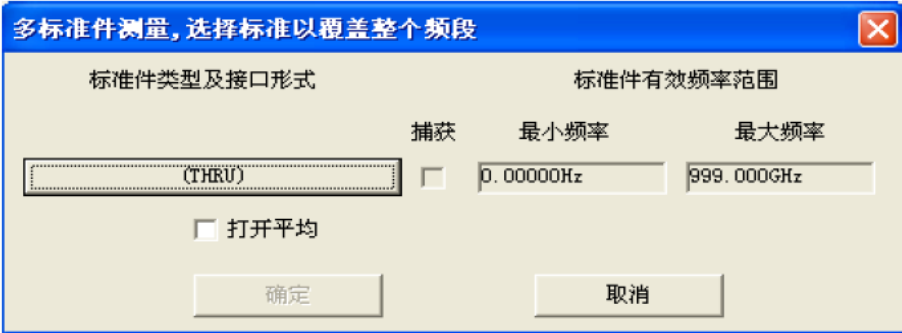 多标准件测量,选择标准以覆盖整个频段
标准件类型及接口形式 标准件有效频率范围
捕获 最小频率 最大频率
(THRU) 0.00000Hz 999.000GHz
打开平均
确定 取消